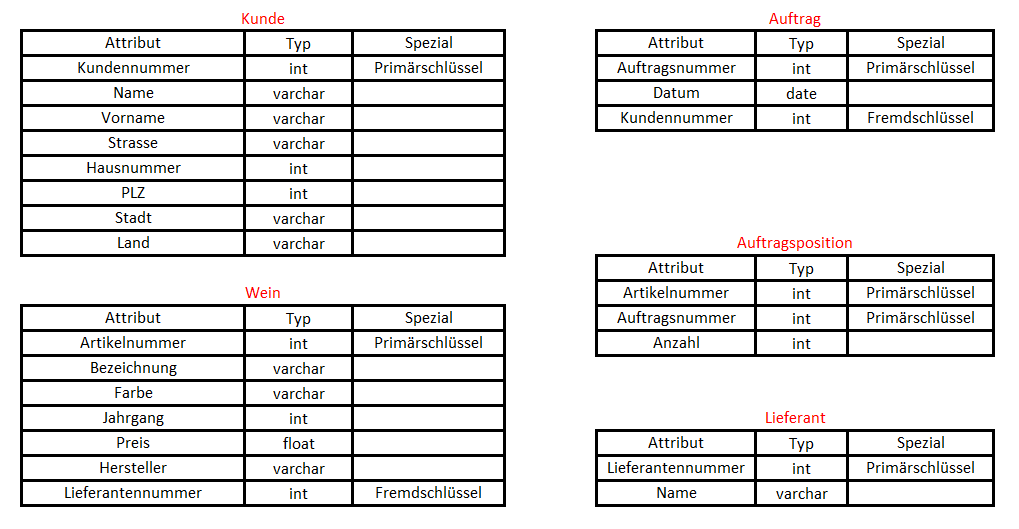 Kunde
Attribut Typ Spezial
Kundennummer int Primärschlüssel
Name varchar
Vorname varchar
Strasse varchar
Hausnummer int
PLZ int
Stadt varchar
Land varchar
Wein
Attribut Typ Spezial
Artikelnummer int Primärschlüssel
Bezeichnung varchar
Farbe varchar
Jahrgang int
Preis float
Hersteller varchar
Lieferantennummer int Fremdschlüssel
Auftrag
Attribut Typ Spezial
Auftragsnummer int Primärschlüssel
Datum date
Kundennummer int Fremdschlüssel
Auftragsposition
Attribut Typ Spezial
Artikelnummer int Primärschlüssel
Auftragsnummer int Primärschlüssel
Anzahl int
Lieferant
Attribut Typ Spezial
Lieferantennummer int Primärschlüssel
Name varchar